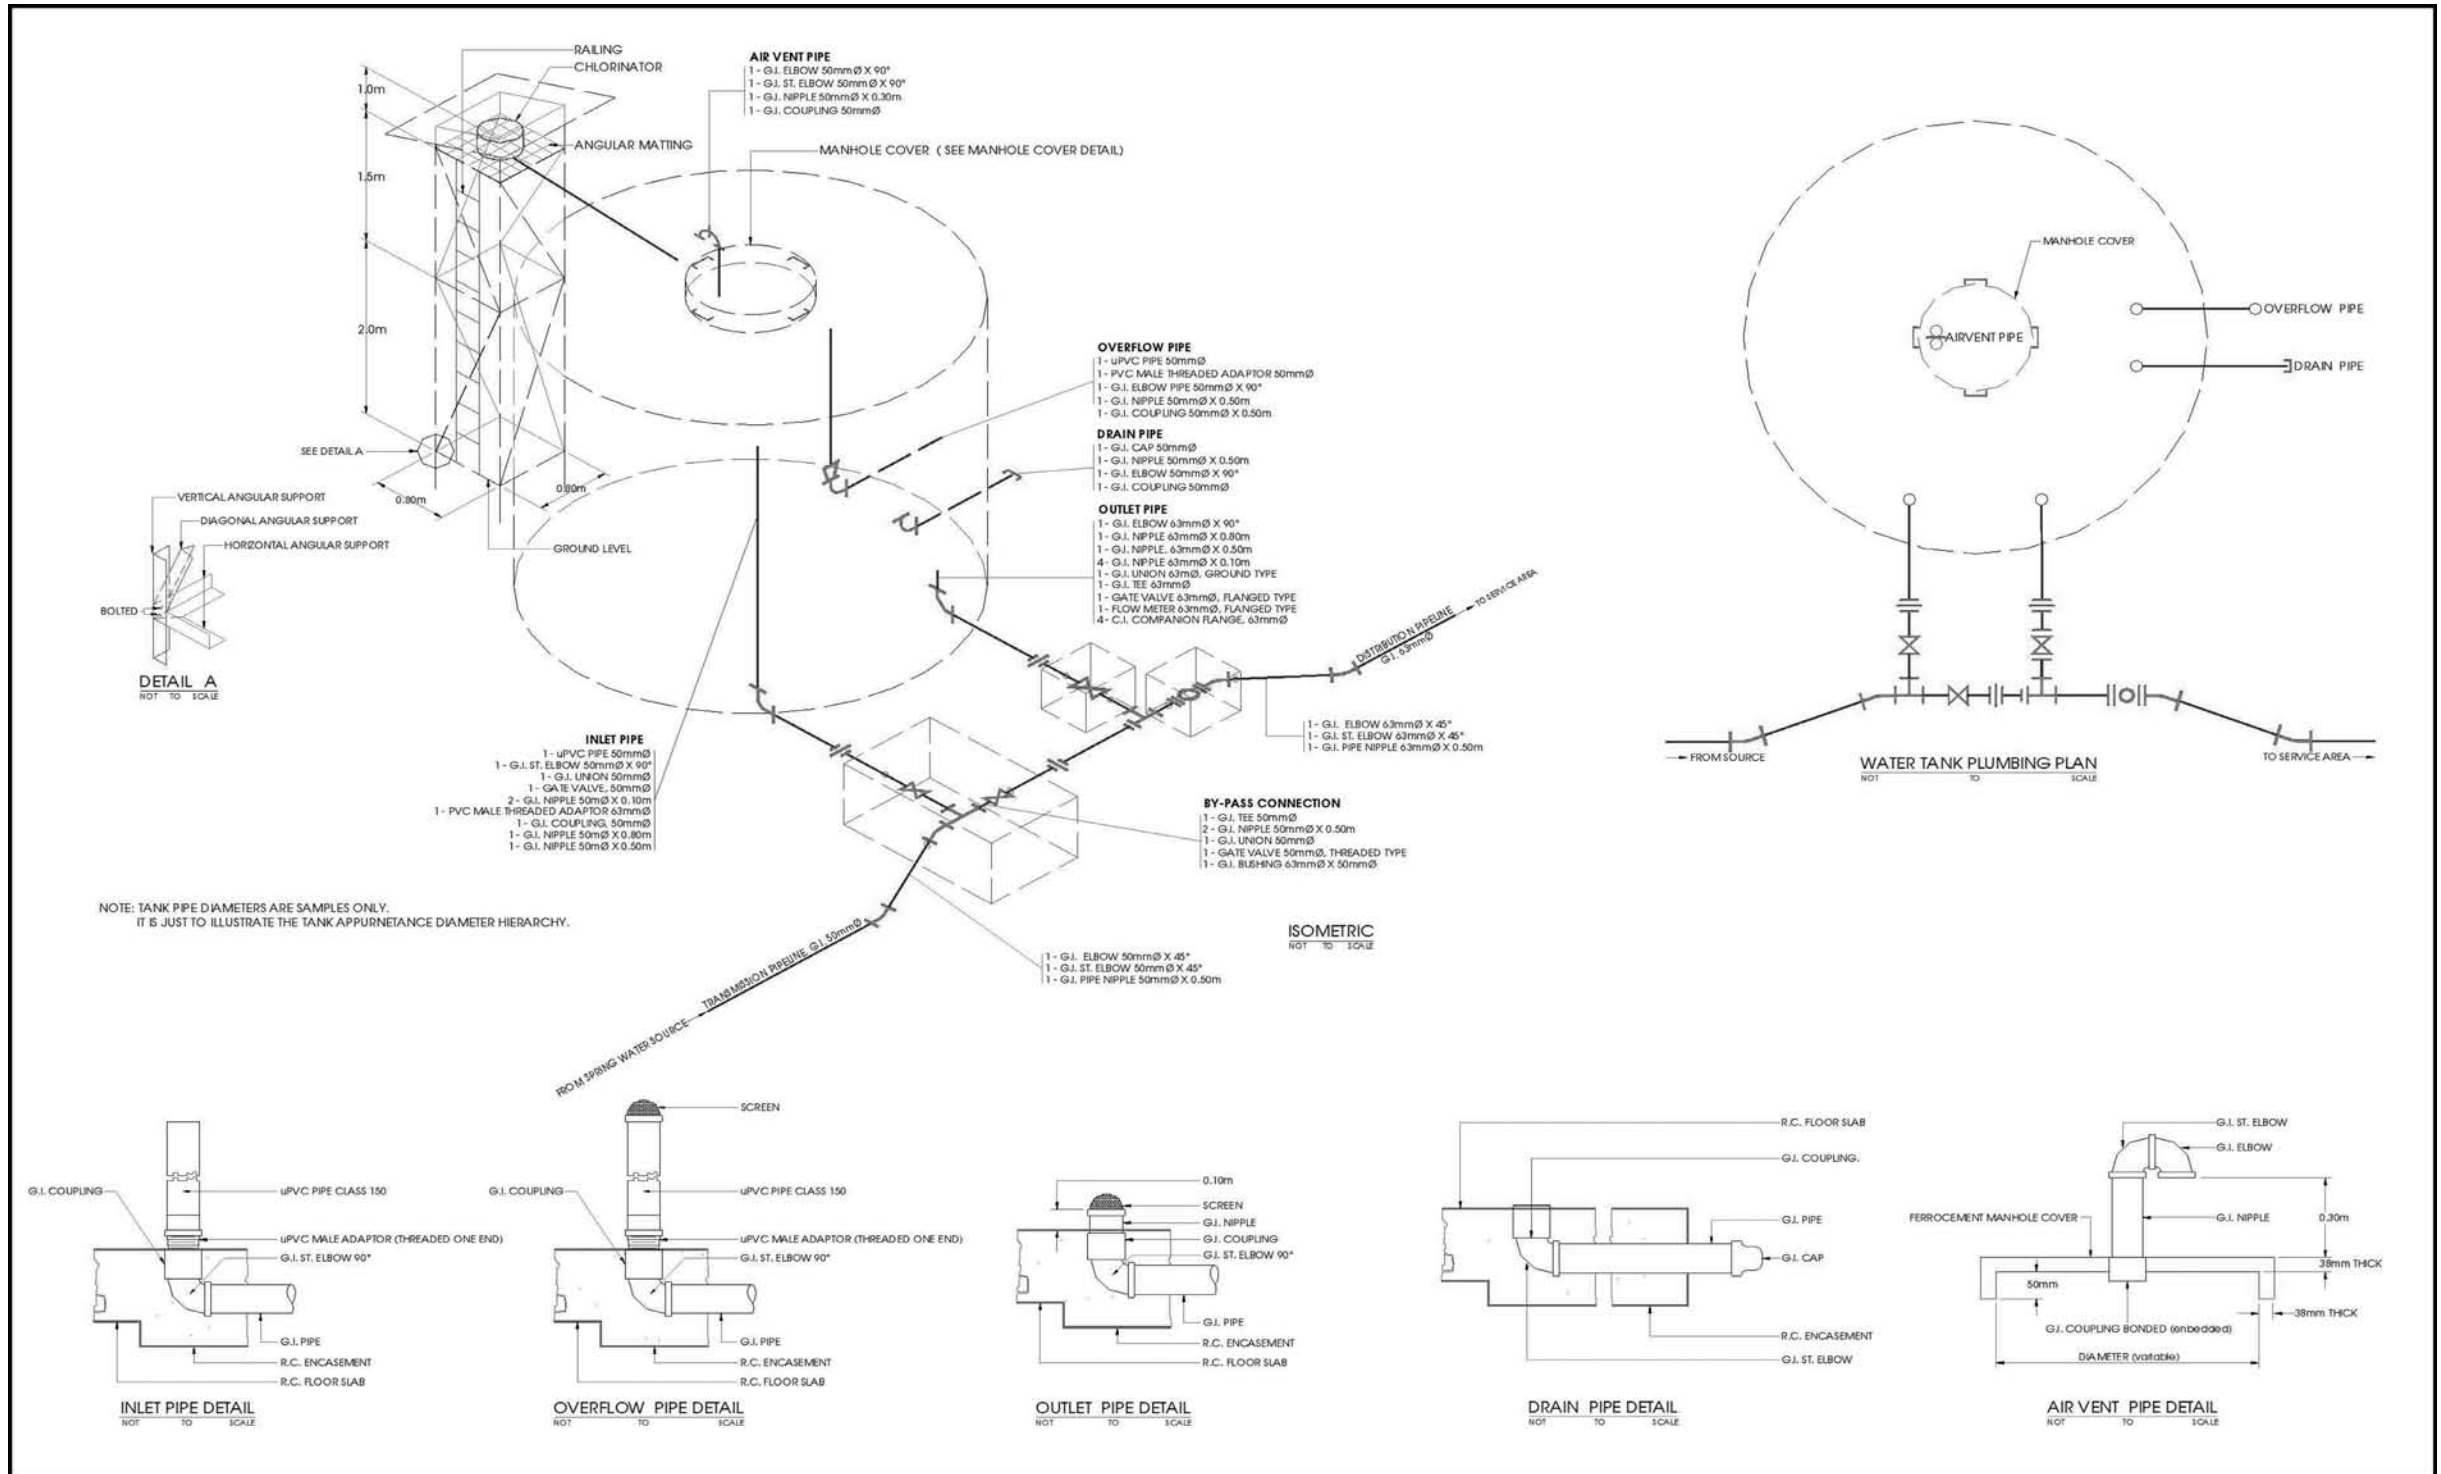 RAILING
CHLORINATOR
1.0m
ANGULAR MATTING
1.5m
2.0m
SEE DETAIL A
0.80m
0.80m
GROUND LEVEL
AIR VENT PIPE
1 - G.I. ELBOW 50mmØ X 90°
1 - G.I. ST. ELBOW 50mmØ X 90°
1 - G.I. NIPPLE 50mmØ X 0.30m
1 - G.I. COUPLING 50mmØ
MANHOLE COVER ( SEE MANHOLE COVER DETAIL)
OVERFLOW PIPE
1 - uPVC PIPE 50mmØ
1 - PVC MALE THREADED ADAPTOR 50mmØ
1 - G.I. ELBOW PIPE 50mmØ X 90°
1 - G.I. NIPPLE 50mmØ X 0.50m
1 - G.I. COUPLING 50mmØ X 0.50m
DRAIN PIPE
1 - G.I. CAP 50mmØ
1 - G.I. NIPPLE 50mmØ X 0.50m
1 - G.I. ELBOW 50mmØ X 90°
1 - G.I. COUPLING 50mmØ
OUTLET PIPE
1 - G.I. ELBOW 63mmØ X 90°
1 - G.I. NIPPLE 63mmØ X 0.80m
1 - G.I. NIPPLE, 63mmØ X 0.50m
4 - G.I. NIPPLE 63mmØ X 0.10m
1 - G.I. UNION 63mØ, GROUND TYPE
1 - G.I. TEE 63mmØ
1 - GATE VALVE 63mmØ, FLANGED TYPE
1 - FLOW METER 63mmØ, FLANGED TYPE
4 - C.I. COMPANION FLANGE, 63mmØ
DISTRIBUTION PIPELINE
G.I. 63mmØ
TO SERVICE AREA
1 - G.I. ELBOW 63mmØ X 45°
1 - G.I. ST. ELBOW 63mmØ X 45°
1 - G.I. PIPE NIPPLE 63mmØ X 0.50m
VERTICAL ANGULAR SUPPORT
DIAGONAL ANGULAR SUPPORT
HORIZONTAL ANGULAR SUPPORT
BOLTED
DETAIL A
NOT TO SCALE
INLET PIPE
1 - uPVC PIPE 50mmØ
1 - G.I. ST. ELBOW 50mmØ X 90°
1 - G.I. UNION 50mmØ
1 - GATE VALVE, 50mmØ
2 - G.I. NIPPLE 50mØ X 0.10m
1 - PVC MALE THREADED ADAPTOR 63mmØ
1 - G.I. COUPLING, 50mmØ
1 - G.I. NIPPLE 50mØ X 0.80m
1 - G.I. NIPPLE 50mØ X 0.50m
BY-PASS CONNECTION
1 - G.I. TEE 50mmØ
2 - G.I. NIPPLE 50mmØ X 0.50m
1 - G.I. UNION 50mmØ
1 - GATE VALVE 50mmØ, THREADED TYPE
1 - G.I. BUSHING 63mmØ X 50mmØ
NOTE: TANK PIPE DIAMETERS ARE SAMPLES ONLY.
IT IS JUST TO ILLUSTRATE THE TANK APPURNETANCE DIAMETER HIERARCHY.
1 - G.I. ELBOW 50mmØ X 45°
1 - G.I. ST. ELBOW 50mmØ X 45°
1 - G.I. PIPE NIPPLE 50mmØ X 0.50m
FROM SPRING WATER SOURCE
TRANSMISSION PIPELINE, G.I. 50mmØ
ISOMETRIC
NOT TO SCALE
MANHOLE COVER
AIRVENT PIPE
OVERFLOW PIPE
DRAIN PIPE
FROM SOURCE
TO SERVICE AREA
WATER TANK PLUMBING PLAN
NOT TO SCALE
G.I. COUPLING
uPVC PIPE CLASS 150
uPVC MALE ADAPTOR (THREADED ONE END)
G.I. ST. ELBOW 90°
G.I. PIPE
R.C. ENCASEMENT
R.C. FLOOR SLAB
INLET PIPE DETAIL
NOT TO SCALE
SCREEN
G.I. COUPLING
uPVC PIPE CLASS 150
uPVC MALE ADAPTOR (THREADED ONE END)
G.I. ST. ELBOW 90°
G.I. PIPE
R.C. ENCASEMENT
R.C. FLOOR SLAB
OVERFLOW PIPE DETAIL
NOT TO SCALE
0.10m
SCREEN
G.I. NIPPLE
G.I. COUPLING
G.I. ST. ELBOW 90°
G.I. PIPE
R.C. ENCASEMENT
R.C. FLOOR SLAB
OUTLET PIPE DETAIL
NOT TO SCALE
R.C. FLOOR SLAB
G.I. COUPLING.
G.I. PIPE
G.I. CAP
R.C. ENCASEMENT
G.I. ST. ELBOW
DRAIN PIPE DETAIL
NOT TO SCALE
G.I. ST. ELBOW
G.I. ELBOW
FERROCEMENT MANHOLE COVER
G.I. NIPPLE
0.30m
38mm THICK
50mm
38mm THICK
G.I. COUPLING BONDED (enbedded)
DIAMETER (variable)
AIR VENT PIPE DETAIL
NOT TO SCALE